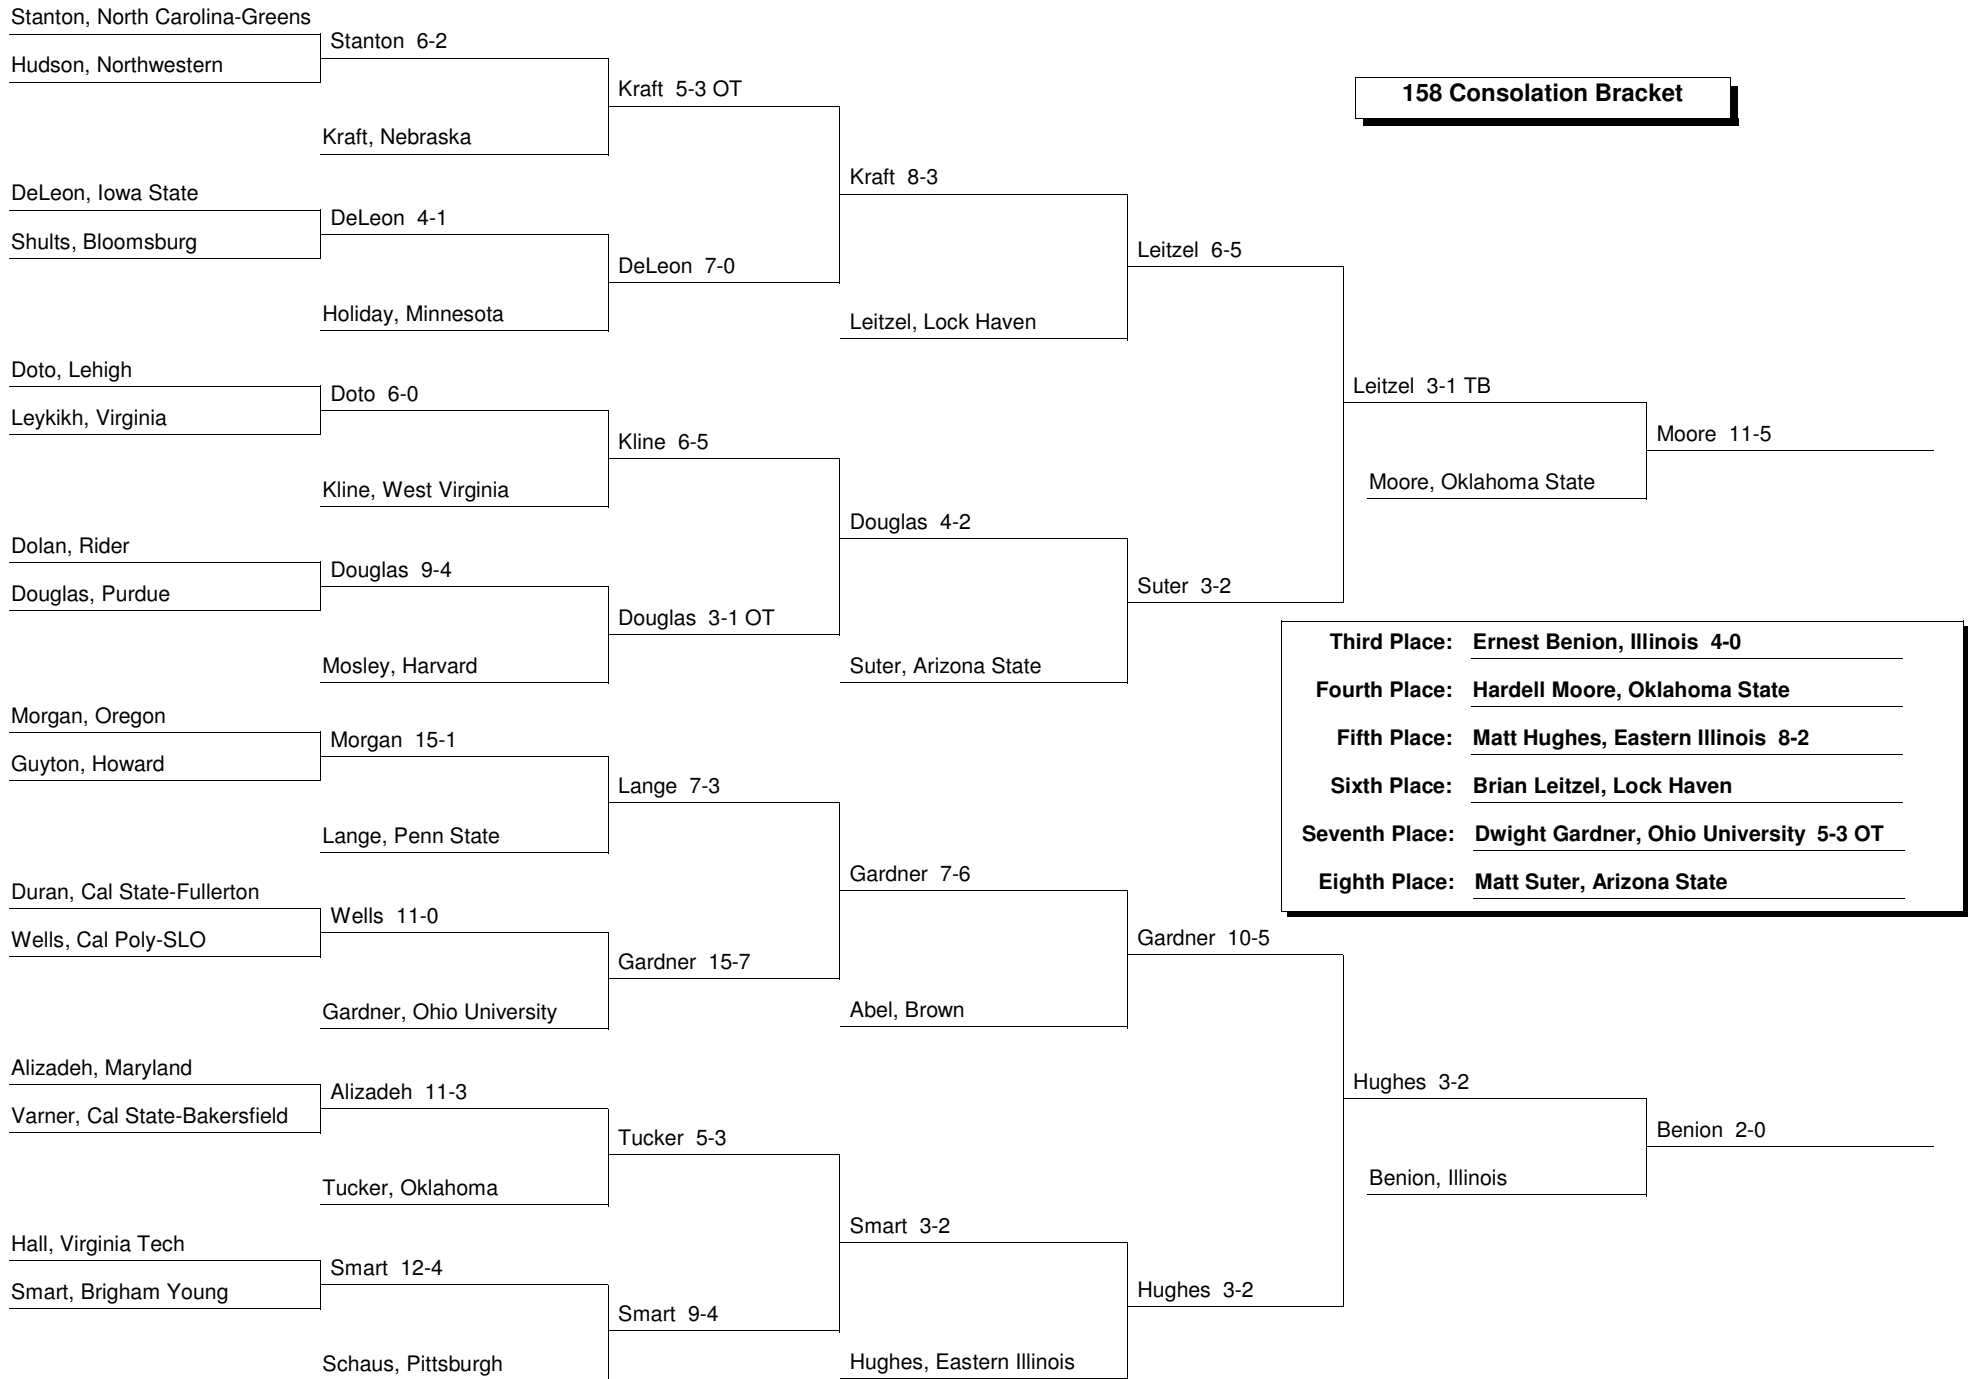 158 Consolation Bracket
Stanton, North Carolina-Greens
Hudson, Northwestern
DeLeon, Iowa State
Shults, Bloomsburg
Doto, Lehigh
Leykikh, Virginia
Dolan, Rider
Douglas, Purdue
Morgan, Oregon
Guyton, Howard
Duran, Cal State-Fullerton
Wells, Cal Poly-SLO
Alizadeh, Maryland
Varner, Cal State-Bakersfield
Hall, Virginia Tech
Smart, Brigham Young
Stanton 6-2
Kraft, Nebraska
DeLeon 4-1
Holiday, Minnesota
Doto 6-0
Kline, West Virginia
Douglas 9-4
Mosley, Harvard
Morgan 15-1
Lange, Penn State
Wells 11-0
Gardner, Ohio University
Alizadeh 11-3
Tucker, Oklahoma
Smart 12-4
Schaus, Pittsburgh
Kraft 5-3 OT
DeLeon 7-0
Kline 6-5
Douglas 3-1 OT
Lange 7-3
Gardner 15-7
Tucker 5-3
Smart 9-4
Kraft 8-3
Leitzel, Lock Haven
Douglas 4-2
Suter, Arizona State
Gardner 7-6
Abel, Brown
Smart 3-2
Hughes, Eastern Illinois
Leitzel 6-5
Suter 3-2
Gardner 10-5
Hughes 3-2
Leitzel 3-1 TB
Moore, Oklahoma State
Hughes 3-2
Benion, Illinois
Moore 11-5
Benion 2-0
Third Place: Ernest Benion, Illinois 4-0
Fourth Place: Hardell Moore, Oklahoma State
Fifth Place: Matt Hughes, Eastern Illinois 8-2
Sixth Place: Brian Leitzel, Lock Haven
Seventh Place: Dwight Gardner, Ohio University 5-3 OT
Eighth Place: Matt Suter, Arizona State